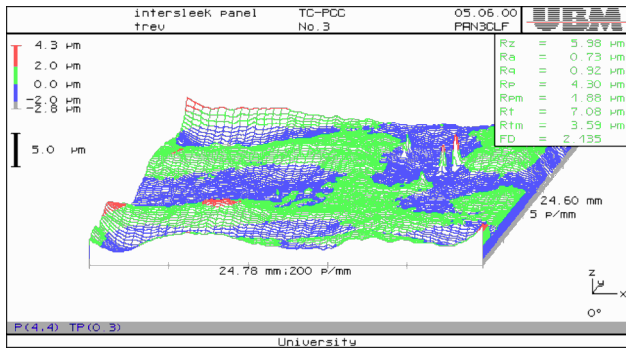 intersleek panel TC-PCC 05.06.00 UBM
trev No.3 PAN3CLF
4.3 µm
2.0 µm
0.0 µm
-2.0 µm
-2.8 µm
5.0 µm
Rz = 5.98 µm
Ra = 0.73 µm
Rq = 0.92 µm
Rp = 4.30 µm
Rpm = 1.88 µm
Rt = 7.08 µm
Rtm = 3.59 µm
FD = 2.135
24.60 mm
5 P/mm
24.78 mm;200 P/mm
z
y
x
0°
P(4,4) TP(0.3)
University